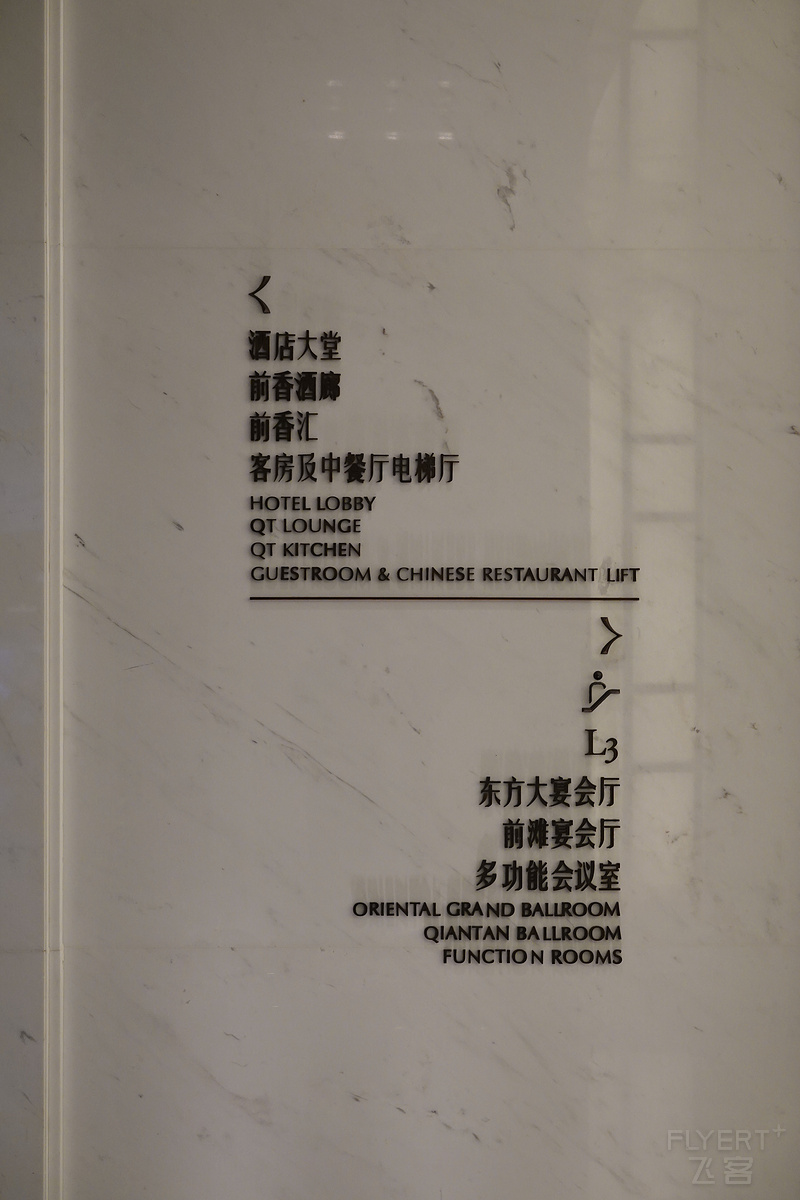 <
酒店大堂
前香酒廊
前香汇
客房及中餐厅电梯厅
HOTEL LOBBY
QT LOUNGE
QT KITCHEN
GUESTROOM & CHINESE RESTAURANT LIFT
>
L3
东方大宴会厅
前滩宴会厅
多功能会议室
ORIENTAL GRAND BALLROOM
QIANTAN BALLROOM
FUNCTION ROOMS
FLYERT+
飞客